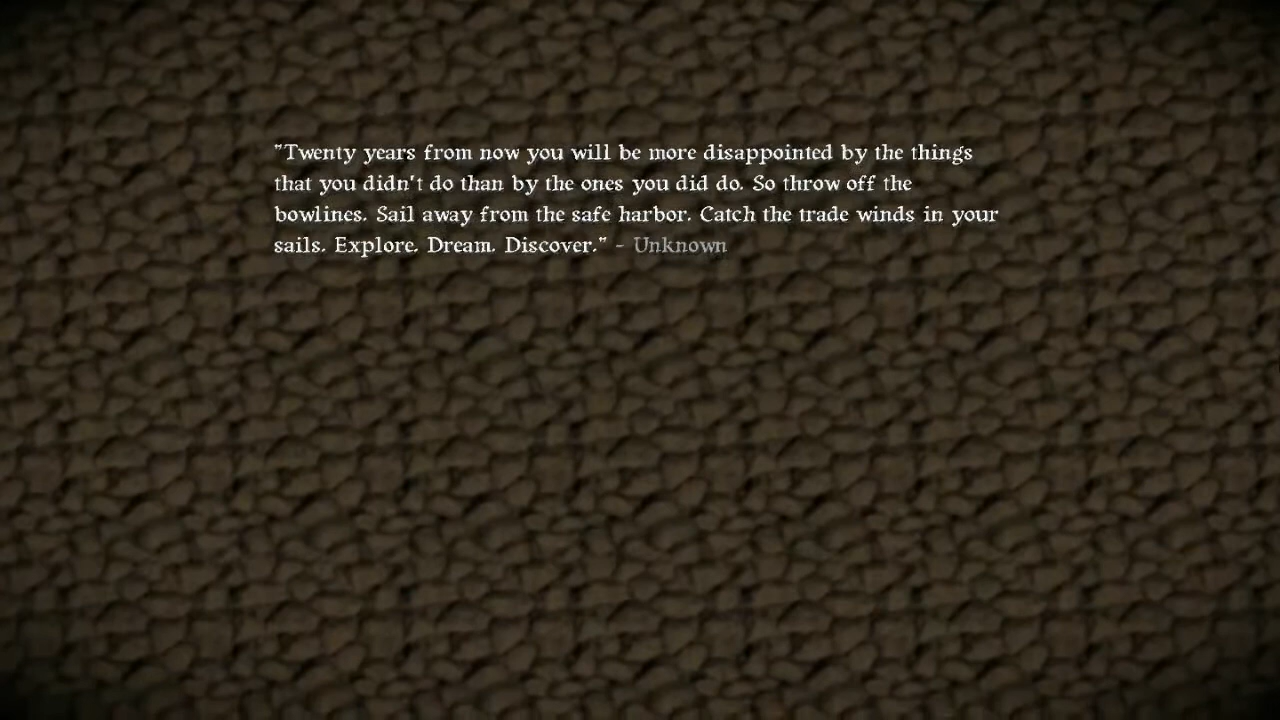 "Twenty years from now you will be more disappointed by the things
that you didn't do than by the ones you did do. So throw off the
bowlines. Sail away from the safe harbor. Catch the trade winds in your
sails. Explore. Dream. Discover." - Unknown